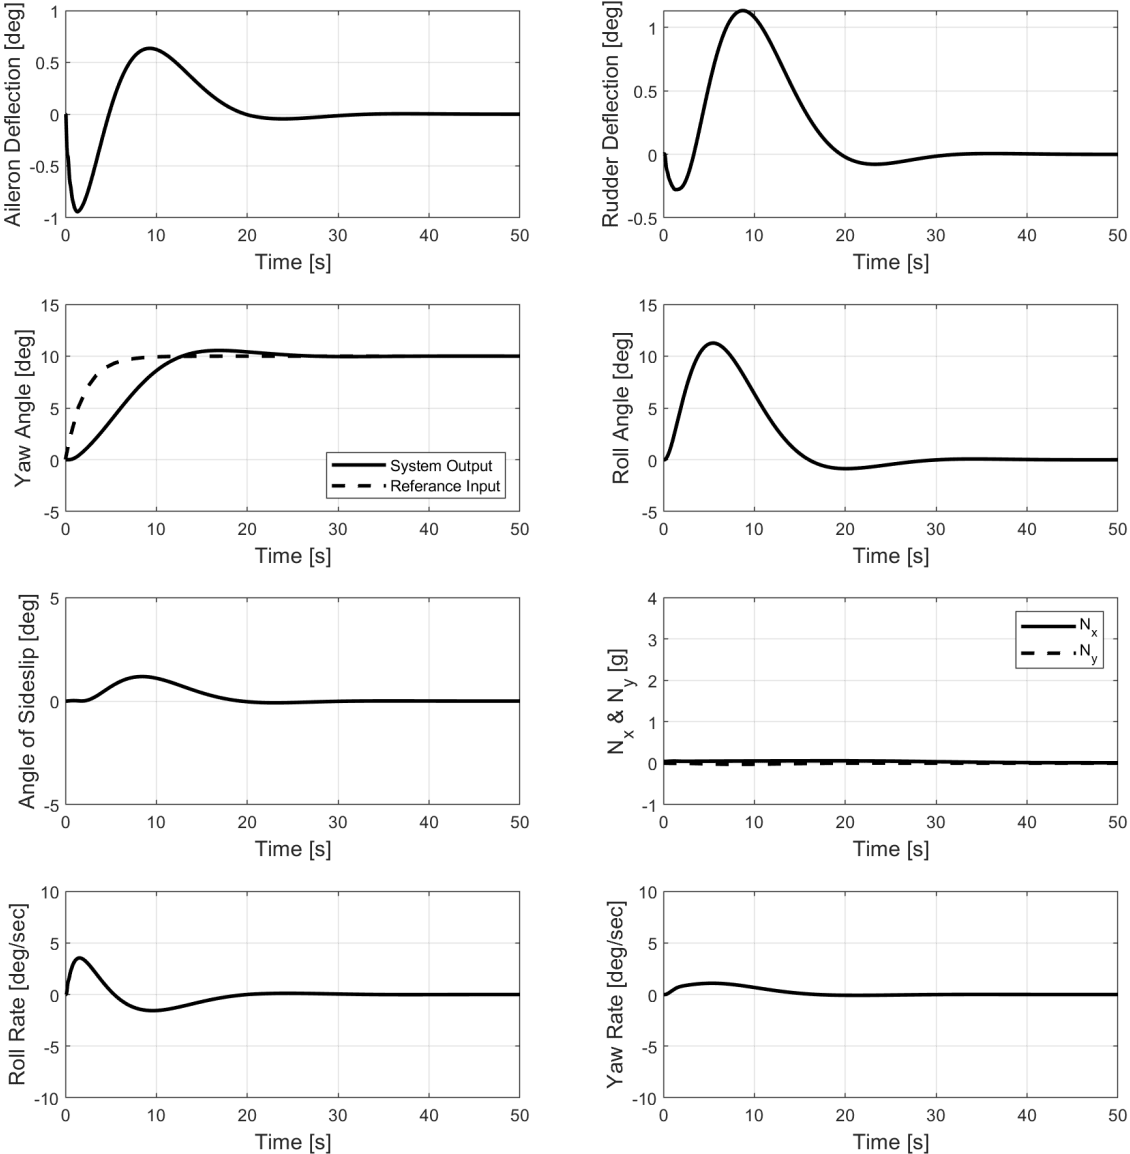 Aileron Deflection [deg]
1
0.5
0
-0.5
-1
0 10 20 30 40 50
Time [s]
Rudder Deflection [deg]
1
0.5
0
-0.5
0 10 20 30 40 50
Time [s]
Yaw Angle [deg]
15
10
5
0
-5
System Output
Referance Input
0 10 20 30 40 50
Time [s]
Roll Angle [deg]
15
10
5
0
-5
0 10 20 30 40 50
Time [s]
Angle of Sideslip [deg]
5
0
-5
0 10 20 30 40 50
Time [s]
Nx & Ny [g]
4
3
2
1
0
-1
Nx
Ny
0 10 20 30 40 50
Time [s]
Roll Rate [deg/sec]
10
5
0
-5
-10
0 10 20 30 40 50
Time [s]
Yaw Rate [deg/sec]
10
5
0
-5
-10
0 10 20 30 40 50
Time [s]